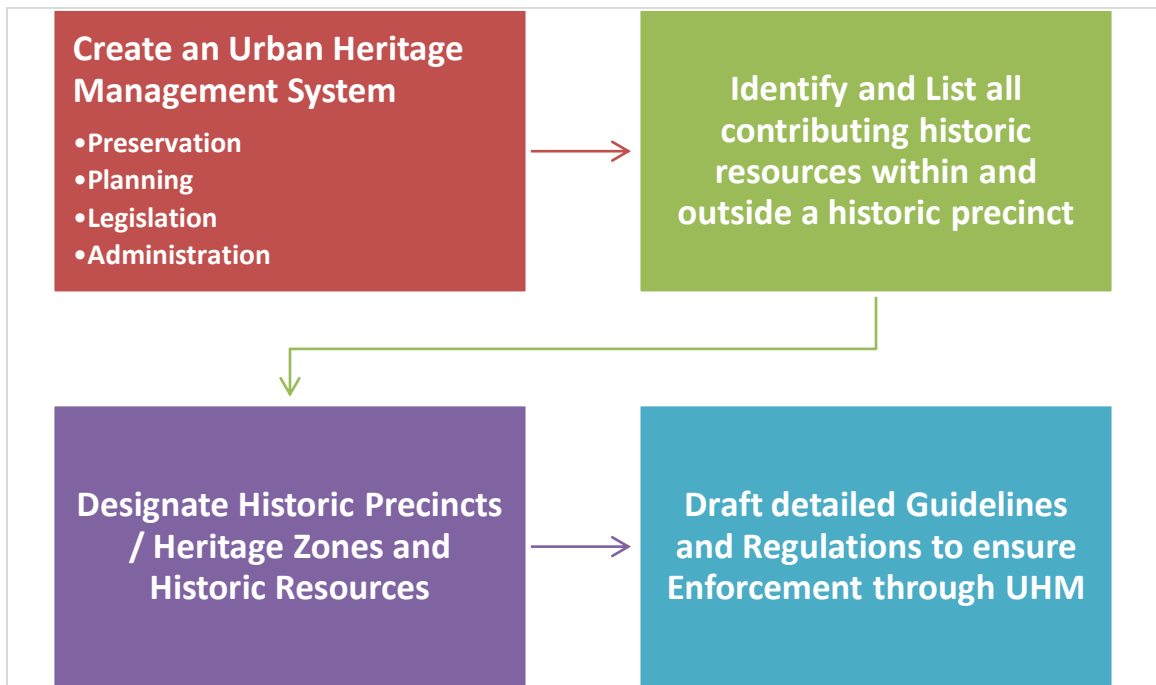 Create an Urban Heritage
Management System
•Preservation
•Planning
•Legislation
•Administration
Identify and List all
contributing historic
resources within and
outside a historic precinct
Designate Historic Precincts
/ Heritage Zones and
Historic Resources
Draft detailed Guidelines
and Regulations to ensure
Enforcement through UHM